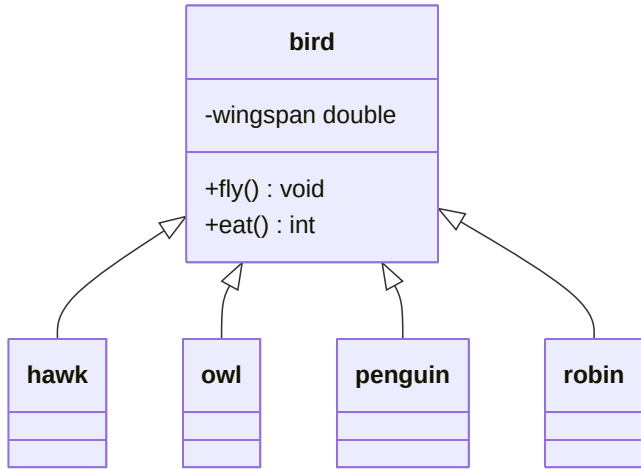 bird
-wingspan double
+fly() : void
+eat() : int
hawk
owl
penguin
robin